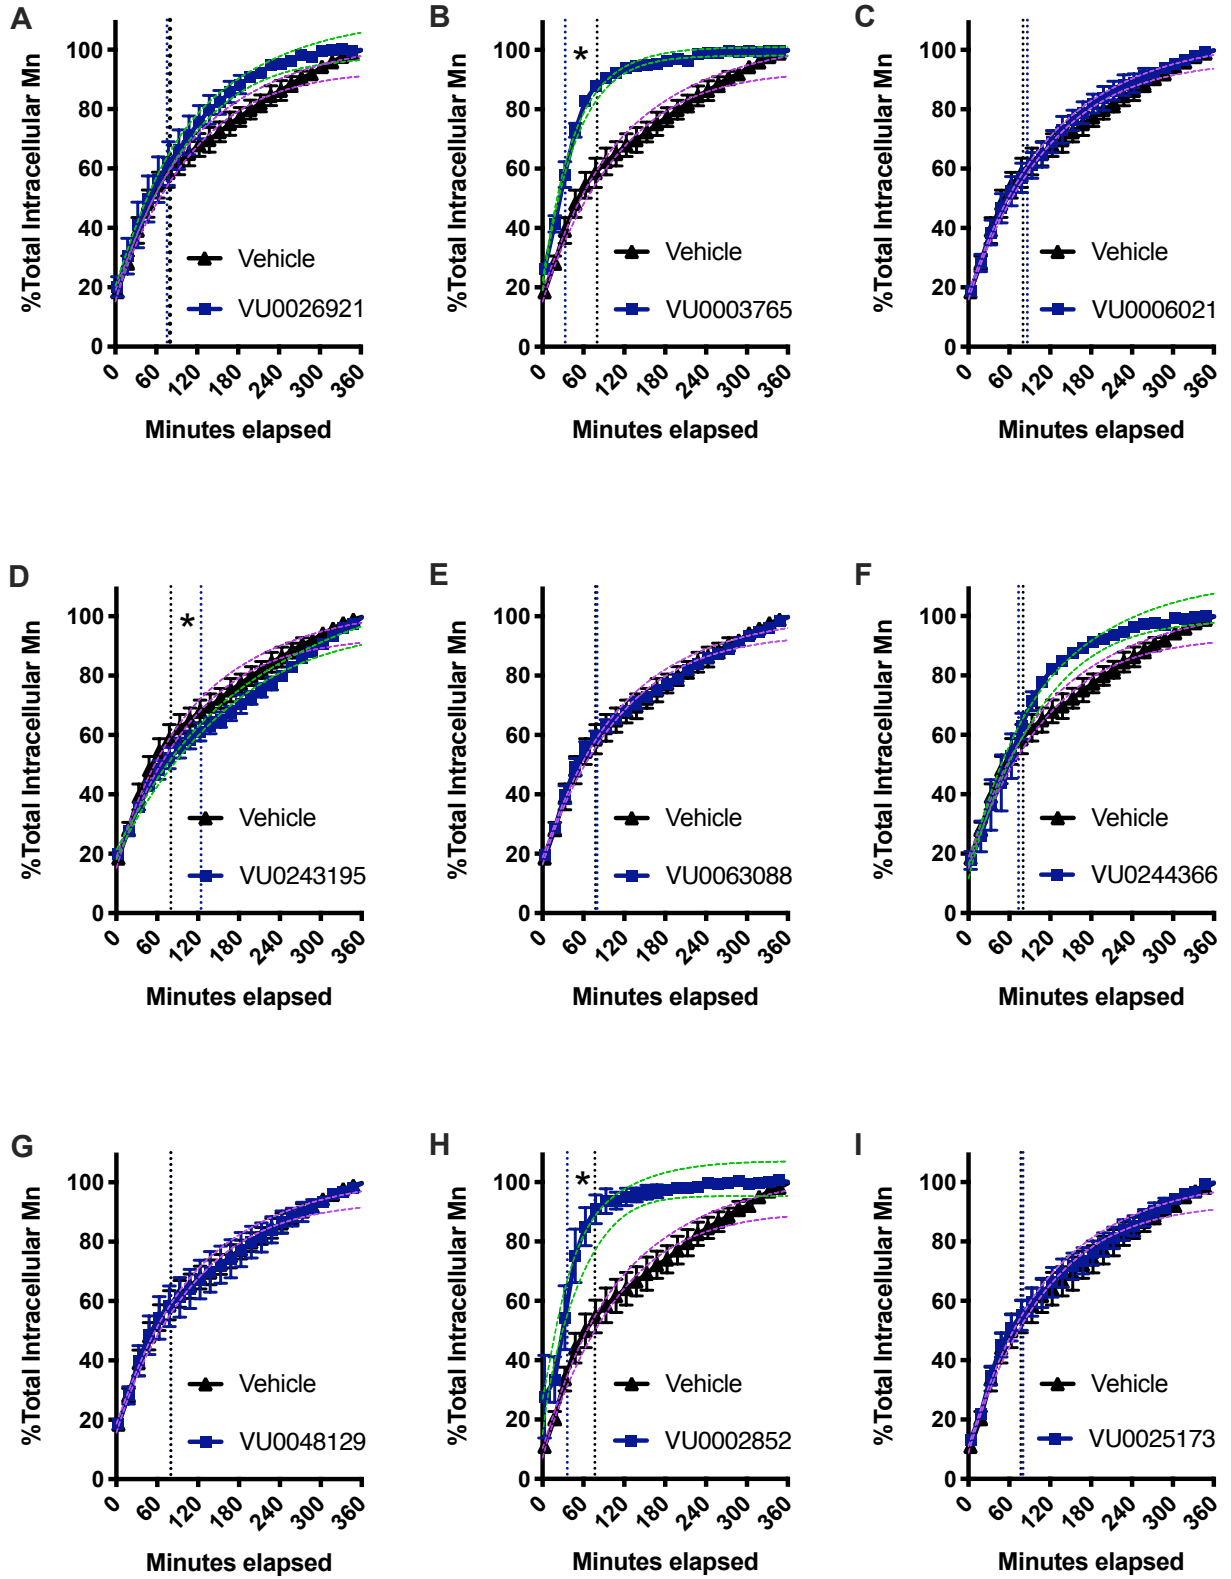 A
%Total Intracellular Mn
100
80
60
40
20
0
Vehicle
VU0026921
0 60 120 180 240 300 360
Minutes elapsed
B
%Total Intracellular Mn
100
80
60
40
20
0
*
Vehicle
VU0003765
0 60 120 180 240 300 360
Minutes elapsed
C
%Total Intracellular Mn
100
80
60
40
20
0
Vehicle
VU0006021
0 60 120 180 240 300 360
Minutes elapsed
D
%Total Intracellular Mn
100
80
60
40
20
0
*
Vehicle
VU0243195
0 60 120 180 240 300 360
Minutes elapsed
E
%Total Intracellular Mn
100
80
60
40
20
0
Vehicle
VU0063088
0 60 120 180 240 300 360
Minutes elapsed
F
%Total Intracellular Mn
100
80
60
40
20
0
Vehicle
VU0244366
0 60 120 180 240 300 360
Minutes elapsed
G
%Total Intracellular Mn
100
80
60
40
20
0
Vehicle
VU0048129
0 60 120 180 240 300 360
Minutes elapsed
H
%Total Intracellular Mn
100
80
60
40
20
0
*
Vehicle
VU0002852
0 60 120 180 240 300 360
Minutes elapsed
I
%Total Intracellular Mn
100
80
60
40
20
0
Vehicle
VU0025173
0 60 120 180 240 300 360
Minutes elapsed